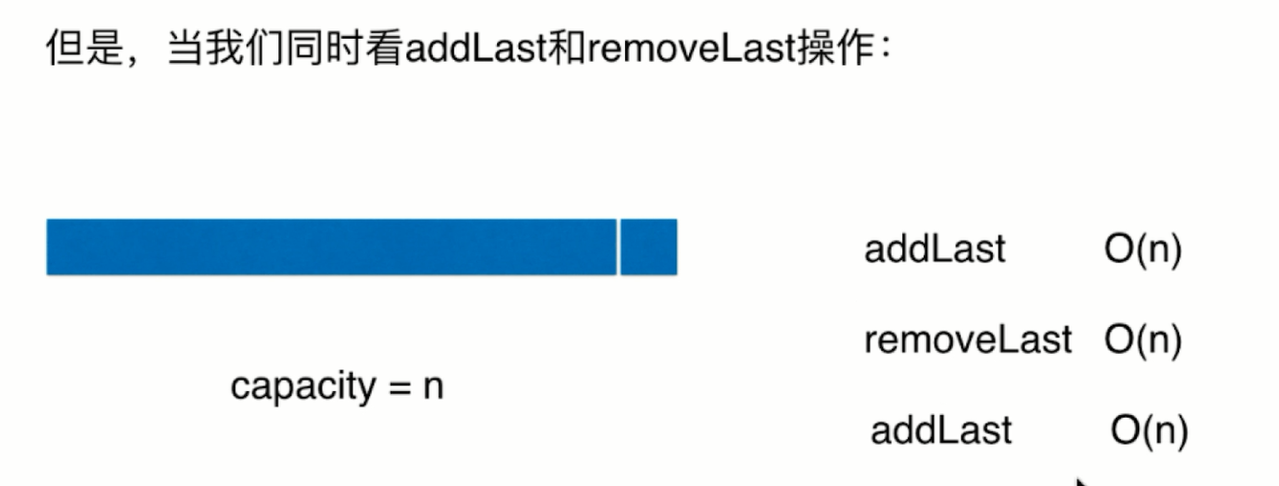 但是，当我们同时看addLast和removeLast操作：
addLast O(n)
removeLast O(n)
capacity = n
addLast O(n)